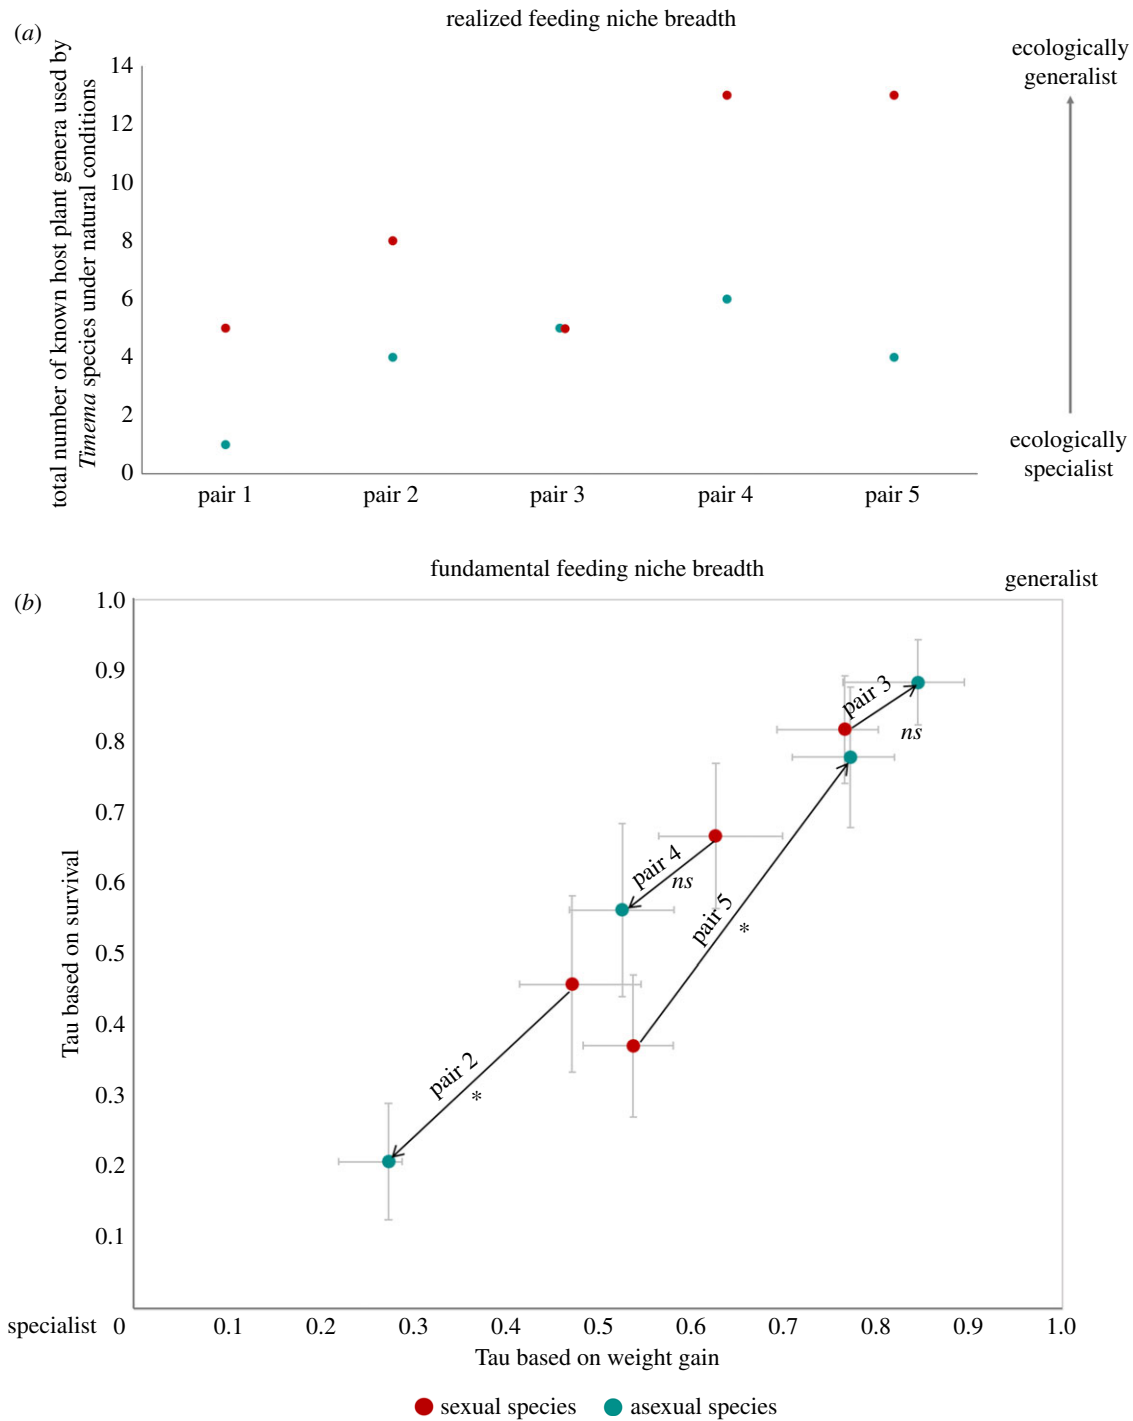 (a)
realized feeding niche breadth
total number of known host plant genera used by
Timema species under natural conditions
14
12
10
8
6
4
2
0
pair 1 pair 2 pair 3 pair 4 pair 5
ecologically
generalist
ecologically
specialist
(b)
fundamental feeding niche breadth
generalist
Tau based on survival
1.0
0.9
0.8
0.7
0.6
0.5
0.4
0.3
0.2
0.1
pair 3
ns
pair 4
ns
pair 5
*
pair 2
*
specialist 0 0.1 0.2 0.3 0.4 0.5 0.6 0.7 0.8 0.9 1.0
Tau based on weight gain
sexual species asexual species